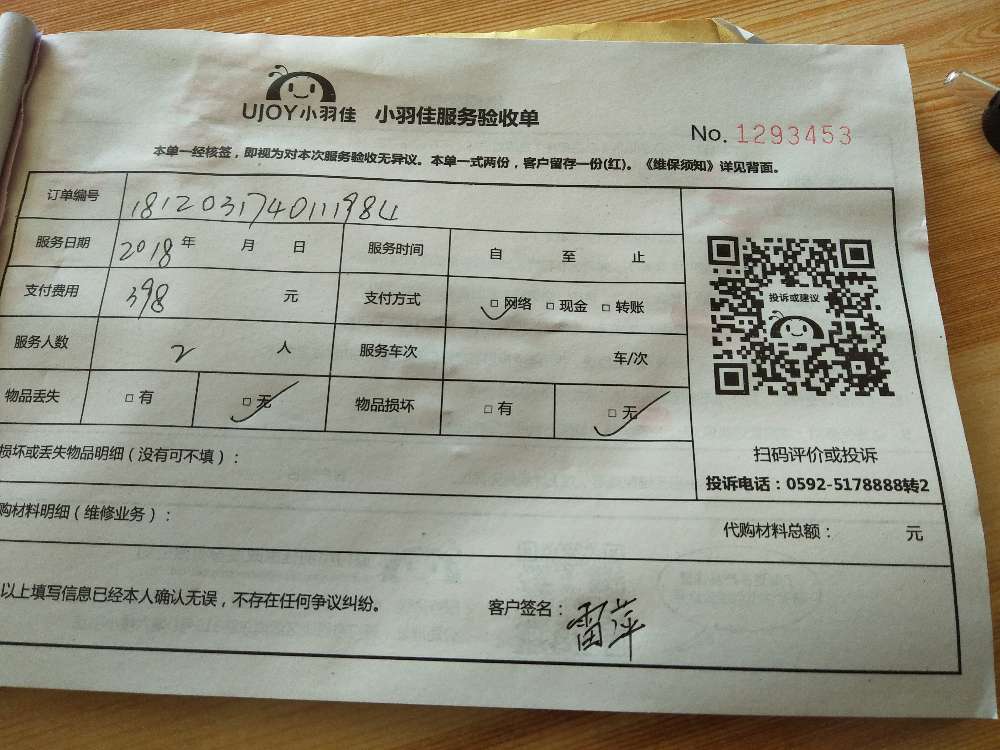 UJOY小羽佳 小羽佳服务验收单
No. 1293453
本单一经核签，即视为对本次服务验收无异议。本单一式两份，客户留存一份(红)。《维保须知》详见背面。
订单编号 1812031740111984
服务日期 2018年 月 日 服务时间 自 至 止
支付费用 398 元 支付方式 □网络 □现金 □转账
服务人数 2 人 服务车次 车/次
物品丢失 □有 □无 物品损坏 □有 □无
投诉或建议
扫码评价或投诉
投诉电话：0592-5178888转2
损坏或丢失物品明细（没有可不填）：
购材料明细（维修业务）： 代购材料总额： 元
以上填写信息已经本人确认无误，不存在任何争议纠纷。 客户签名：雷萍